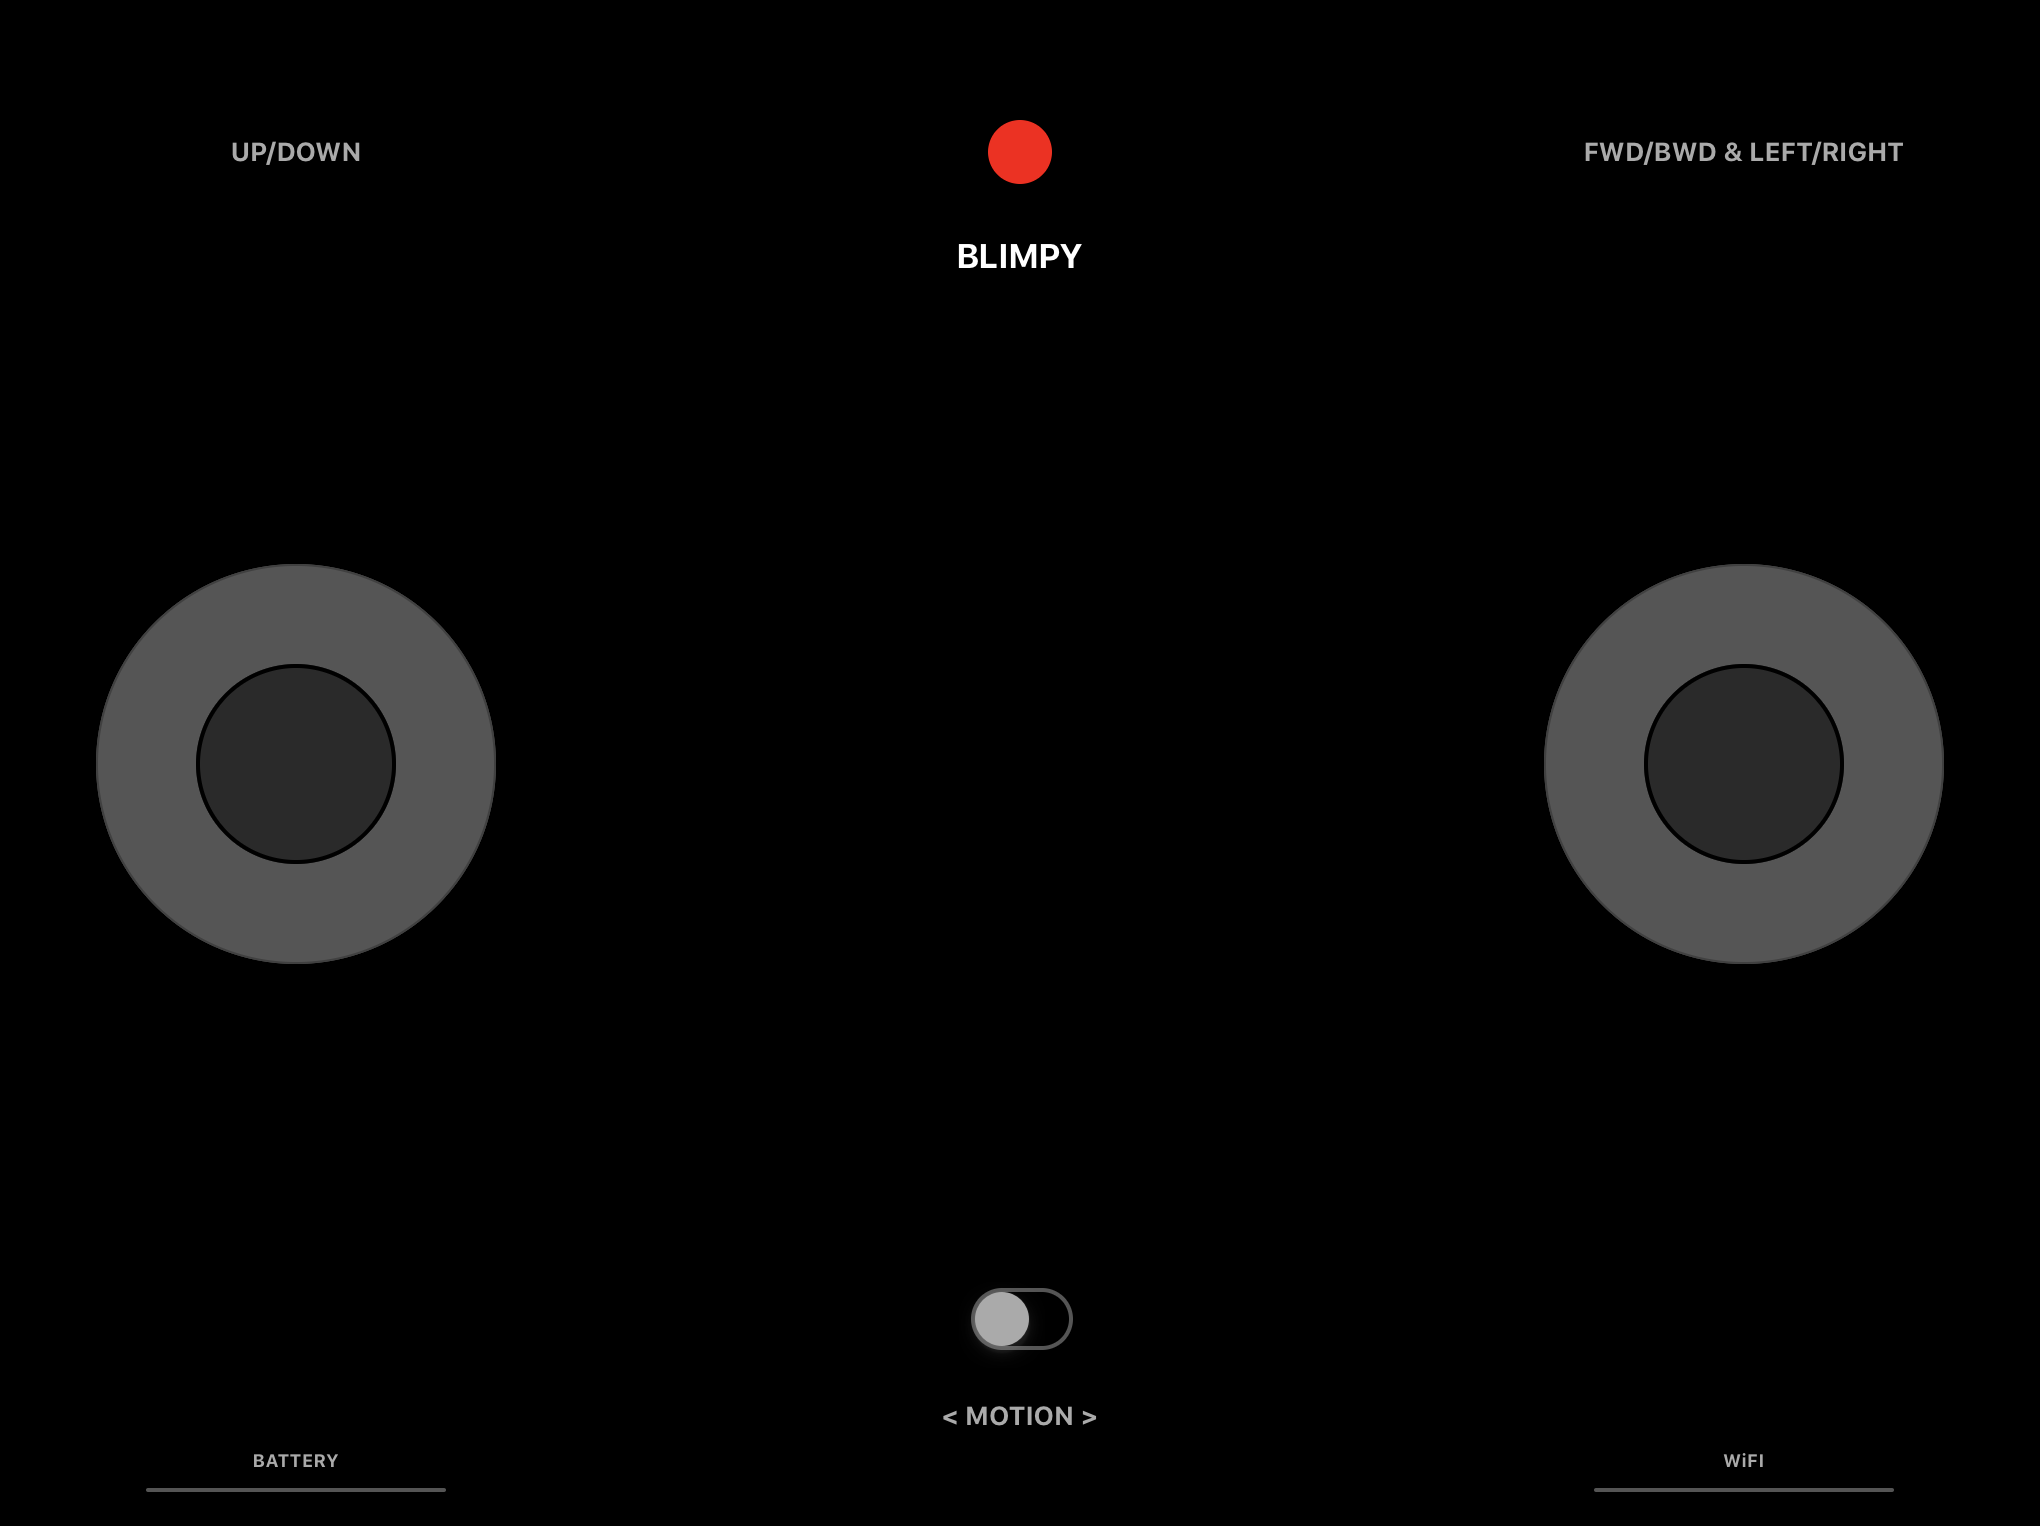 UP/DOWN
FWD/BWD & LEFT/RIGHT
BLIMPY
< MOTION >
BATTERY
WiFI